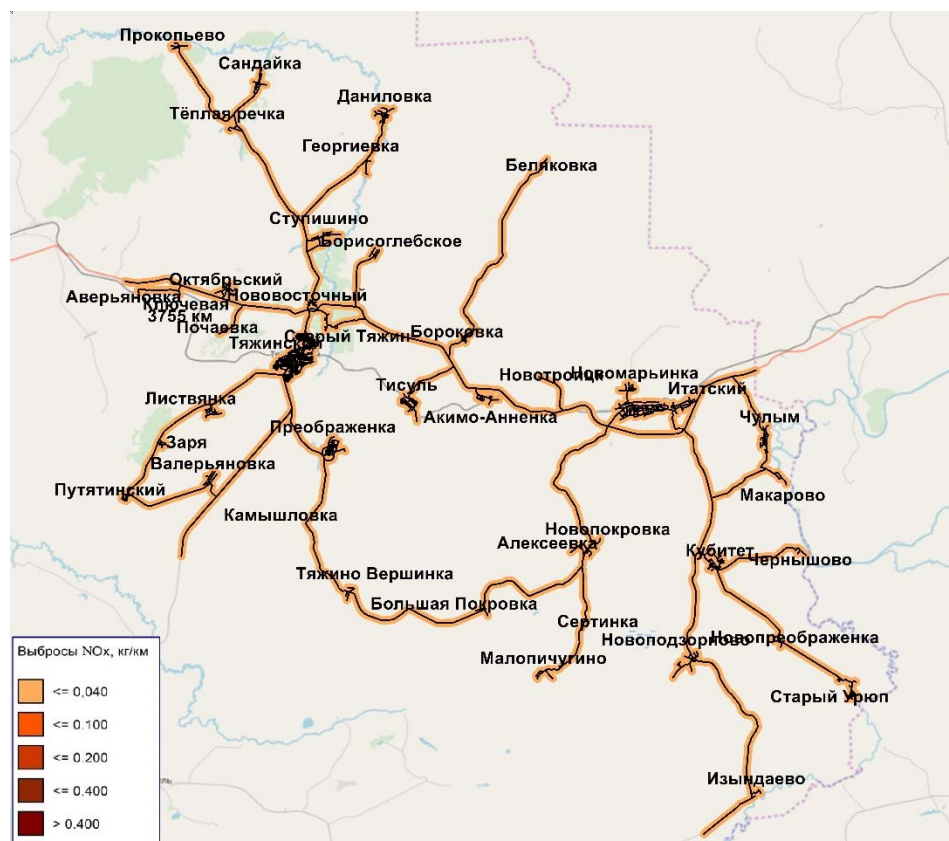 Прокопьево
Сандайка
Даниловка
Тёплая речка
Георгиевка
Беляковка
Ступишино
Борисоглебское
Октябрьский
Аверьяновка
Нововосточный
Ключевая
3755 км
Почаевка
Старый Тяжин
Бороковка
Тяжинский
Новотроицк
Новомарьинка
Тисуль
Итатский
Листвянка
Акимо-Анненка
Чулым
Преображенка
Заря
Валерьяновка
Путятинский
Макарово
Камышловка
Новопокровка
Алексеевка
Кубитет
Чернышово
Тяжино Вершинка
Большая Покровка
Сертинка
Новоподзорново
Новопреображенка
Малопичугино
Старый Урюп
Изындаево
Выбросы NOx, кг/км
<= 0,040
<= 0.100
<= 0.200
<= 0.400
> 0.400